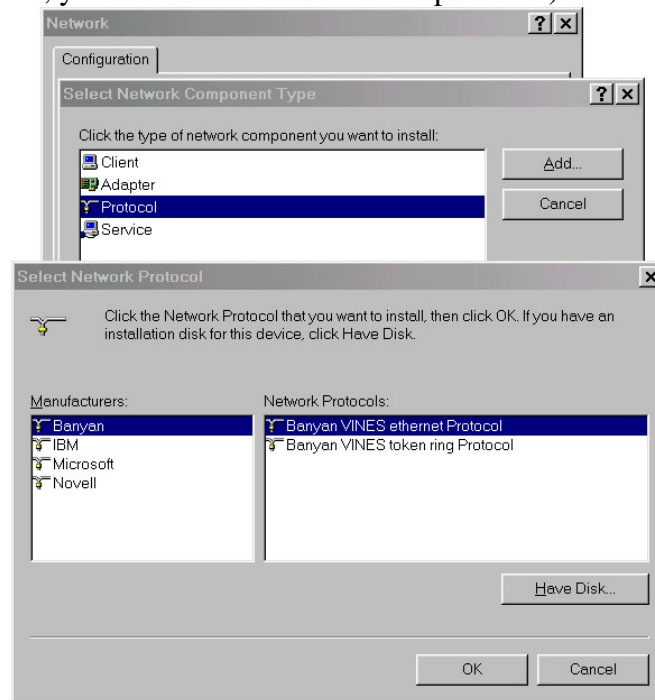 Network
Configuration
Select Network Component Type
Click the type of network component you want to install:
Client
Adapter
Protocol
Service
Add...
Cancel
Select Network Protocol
Click the Network Protocol that you want to install, then click OK. If you have an
installation disk for this device, click Have Disk.
Manufacturers:
Banyan
IBM
Microsoft
Novell
Network Protocols:
Banyan VINES ethernet Protocol
Banyan VINES token ring Protocol
Have Disk...
OK
Cancel